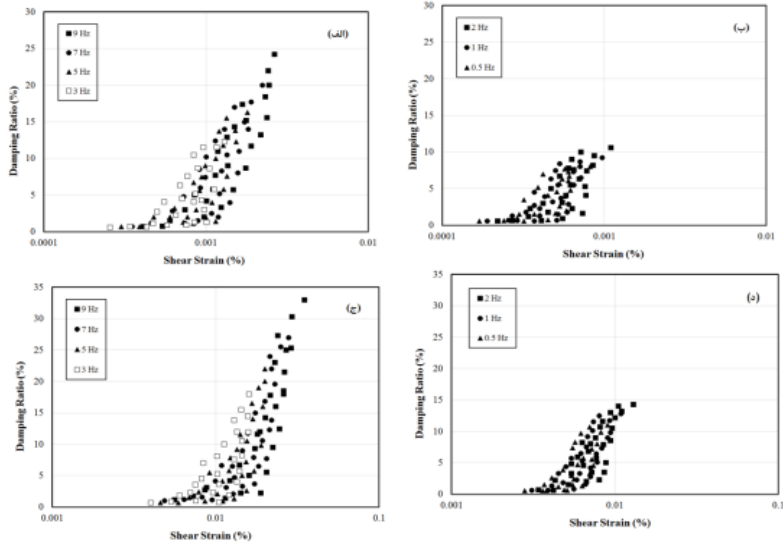 30
25
20
15
10
5
0
Damping Ratio (%)
9 Hz
7 Hz
5 Hz
3 Hz
(الف)
0.0001
0.001
0.01
Shear Strain (%)
30
25
20
15
10
5
0
Damping Ratio (%)
2 Hz
1 Hz
0.5 Hz
(ب)
0.0001
0.001
0.01
Shear Strain (%)
35
30
25
20
15
10
5
0
Damping Ratio (%)
9 Hz
7 Hz
5 Hz
3 Hz
(ج)
0.001
0.01
0.1
Shear Strain (%)
35
30
25
20
15
10
5
0
Damping Ratio (%)
2 Hz
1 Hz
0.5 Hz
(د)
0.001
0.01
0.1
Shear Strain (%)